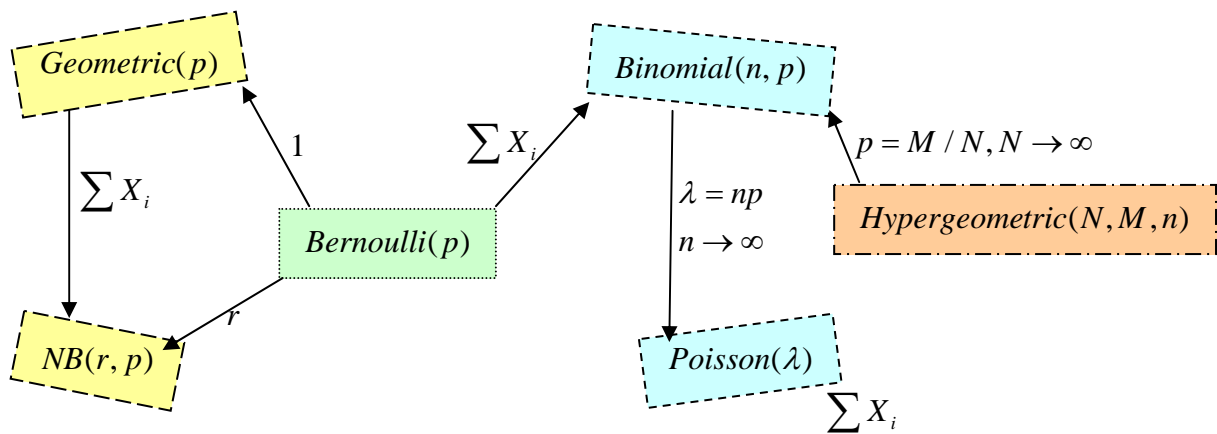 Geometric(p)
Binomial(n, p)
1
∑ X_i
p = M / N, N → ∞
∑ X_i
λ = np
Hypergeometric(N, M, n)
Bernoulli(p)
n → ∞
r
NB(r, p)
Poisson(λ)
∑ X_i